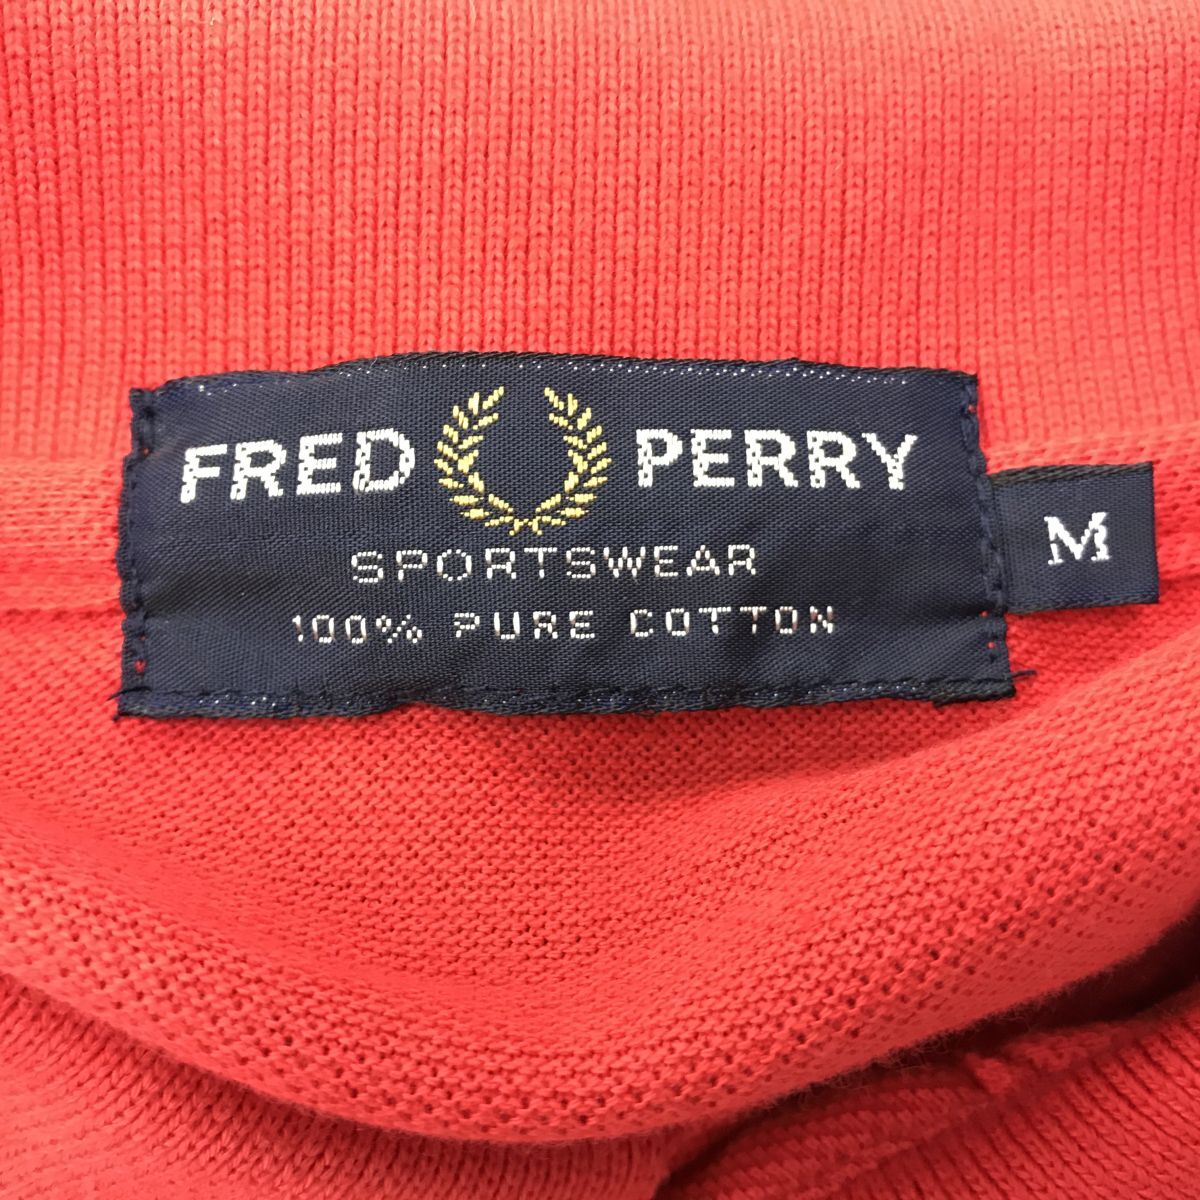 FRED PERRY
SPORTSWEAR
100% PURE COTTON
M